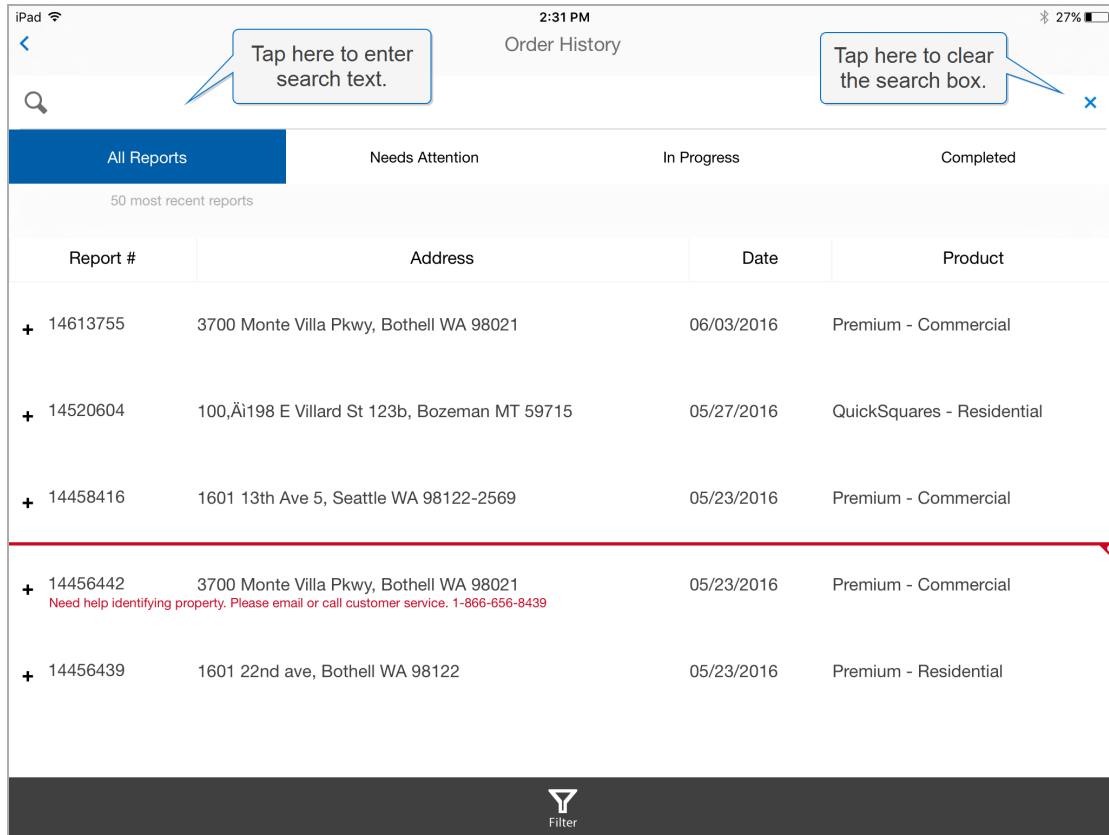 iPad 2:31 PM 27%
Order History
Tap here to enter
search text.
Tap here to clear
the search box.
All Reports Needs Attention In Progress Completed
50 most recent reports
Report # Address Date Product
+ 14613755 3700 Monte Villa Pkwy, Bothell WA 98021 06/03/2016 Premium - Commercial
+ 14520604 100‚Äì198 E Villard St 123b, Bozeman MT 59715 05/27/2016 QuickSquares - Residential
+ 14458416 1601 13th Ave 5, Seattle WA 98122-2569 05/23/2016 Premium - Commercial
+ 14456442 3700 Monte Villa Pkwy, Bothell WA 98021 05/23/2016 Premium - Commercial
Need help identifying property. Please email or call customer service. 1-866-656-8439
+ 14456439 1601 22nd ave, Bothell WA 98122 05/23/2016 Premium - Residential
Filter